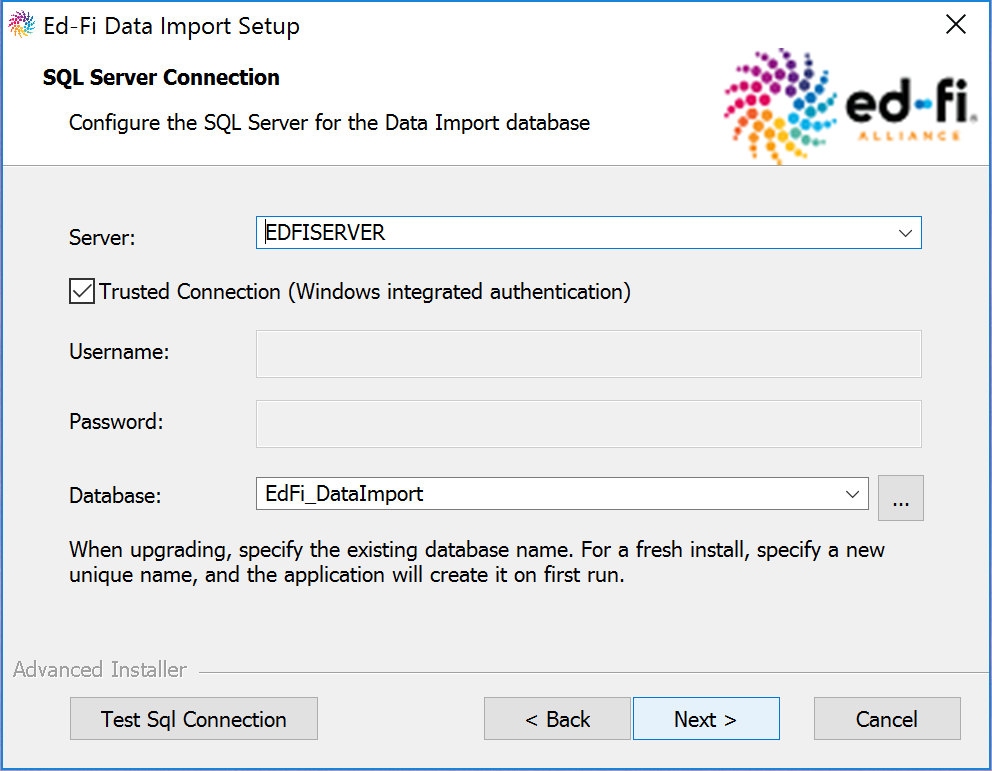 Ed-Fi Data Import Setup
SQL Server Connection
Configure the SQL Server for the Data Import database
ed-fi®
ALLIANCE
Server:
EDFISERVER
Trusted Connection (Windows integrated authentication)
Username:
Password:
Database:
EdFi_DataImport
...
When upgrading, specify the existing database name. For a fresh install, specify a new
unique name, and the application will create it on first run.
Advanced Installer
Test Sql Connection
< Back
Next >
Cancel